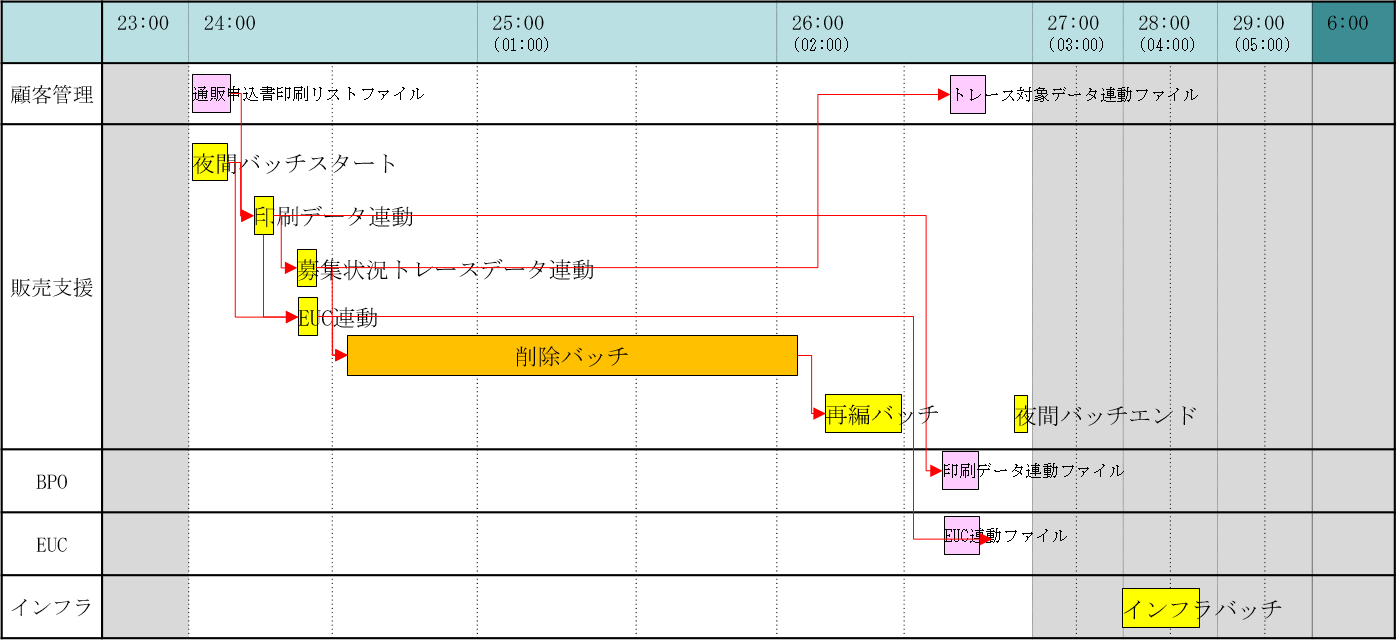 23:00
24:00
25:00
(01:00)
26:00
(02:00)
27:00
(03:00)
28:00
(04:00)
29:00
(05:00)
6:00
顧客管理
通販申込書印刷リストファイル
トレース対象データ連動ファイル
販売支援
夜間バッチスタート
印刷データ連動
募集状況トレースデータ連動
EUC連動
削除バッチ
再編バッチ
夜間バッチエンド
BPO
印刷データ連動ファイル
EUC
EUC連動ファイル
インフラ
インフラバッチ